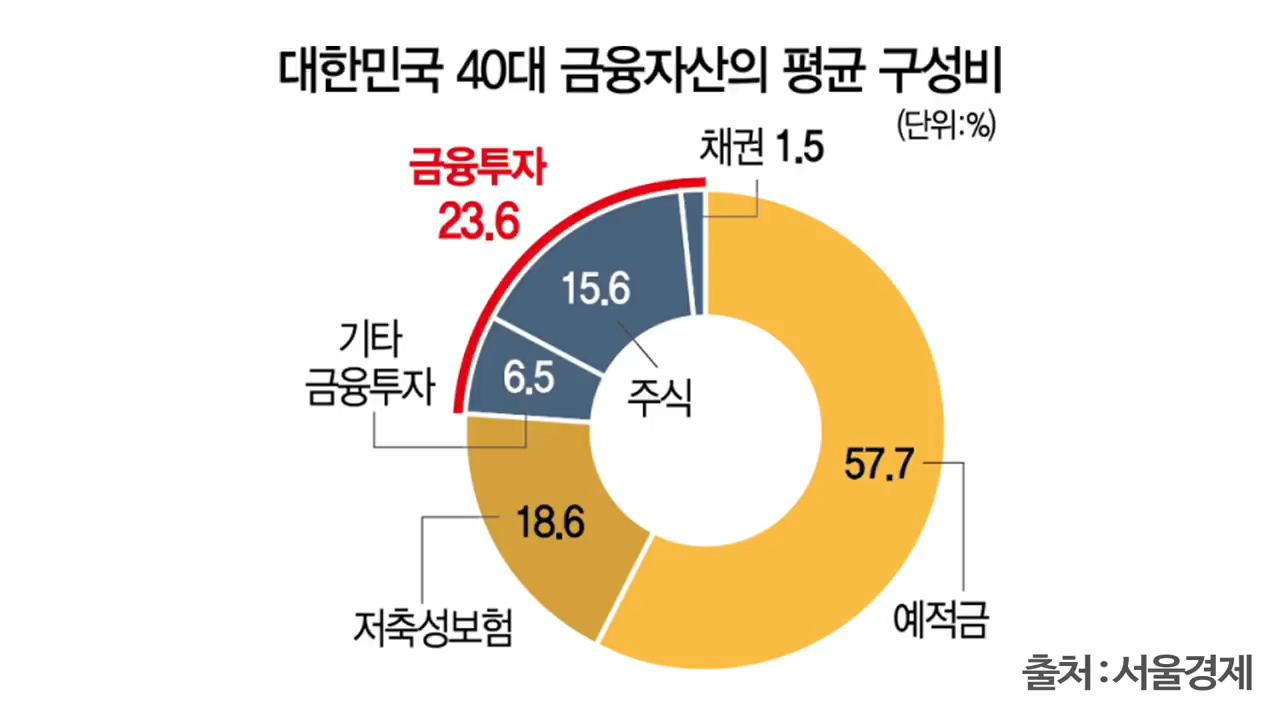 대한민국 40대 금융자산의 평균 구성비
(단위:%)
채권 1.5
금융투자
23.6
15.6
주식
기타
금융투자
6.5
57.7
예적금
18.6
저축성보험
출처 : 서울경제